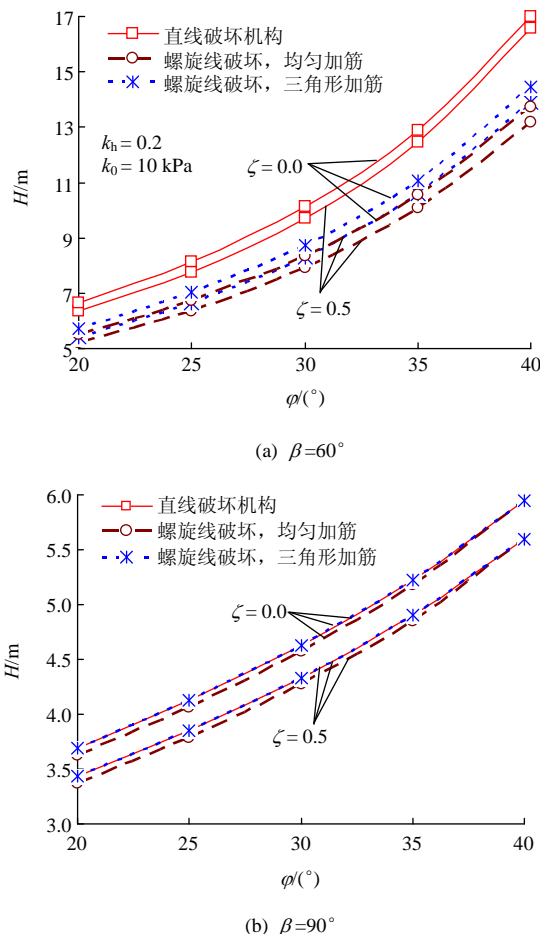 17
15
13
11
9
7
5
H/m
直线破坏机构
螺旋线破坏，均匀加筋
螺旋线破坏，三角形加筋
k_h = 0.2
k_0 = 10 kPa
ζ = 0.0
ζ = 0.5
20 25 30 35 40
φ/(°)
(a) β=60°
6.0
5.5
5.0
4.5
4.0
3.5
3.0
H/m
直线破坏机构
螺旋线破坏，均匀加筋
螺旋线破坏，三角形加筋
ζ = 0.0
ζ = 0.5
20 25 30 35 40
φ/(°)
(b) β=90°